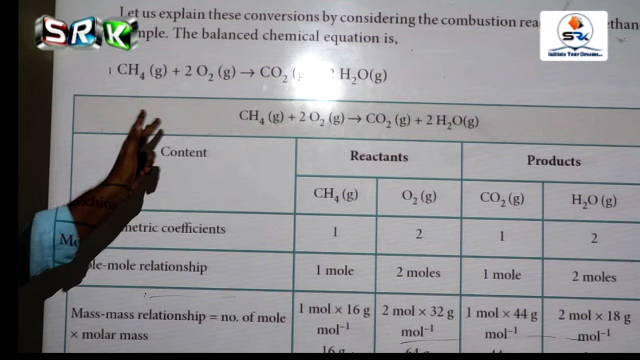 Let us explain these conversions by considering the combustion
SRK
The balanced chemical equation is,
SRK
CH₄ (g) + 2 O₂ (g) → CO₂ H₂O(g)
CH₄ (g) + 2 O₂ (g) → CO₂ (g) + 2 H₂O(g)
Content Reactants Products
CH₄ (g) O₂ (g) CO₂ (g) H₂O (g)
metric coefficients 1 2 1 2
le-mole relationship 1 mole 2 moles 1 mole 2 moles
Mass-mass relationship = no. of mole 1 mol × 16 g 2 mol × 32 g 1 mol × 44 g 2 mol × 18 g
× molar mass mol⁻¹ mol⁻¹ mol⁻¹ mol⁻¹